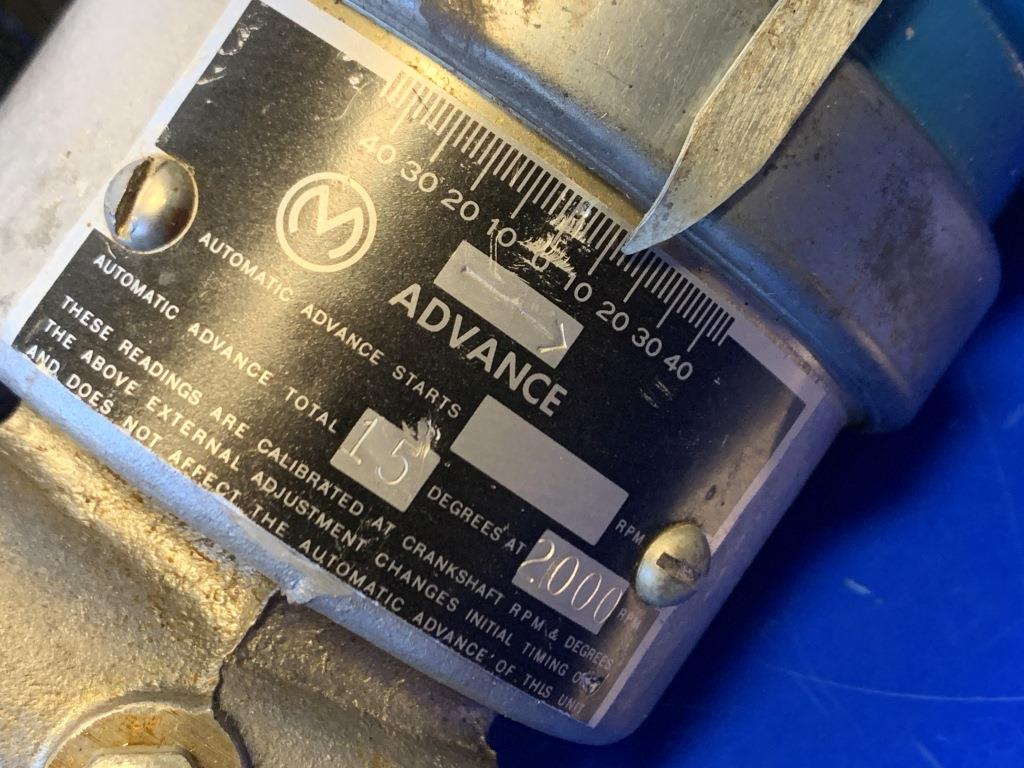 40 30 20 10 0 10 20 30 40
M
ADVANCE
AUTOMATIC ADVANCE STARTS RPM
AUTOMATIC ADVANCE TOTAL 15 DEGREES AT 2000 RPM
THESE READINGS ARE CALIBRATED AT CRANKSHAFT RPM & DEGREES
THE ABOVE EXTERNAL ADJUSTMENT CHANGES INITIAL TIMING ONLY
AND DOES NOT AFFECT THE AUTOMATIC ADVANCE OF THIS UNIT